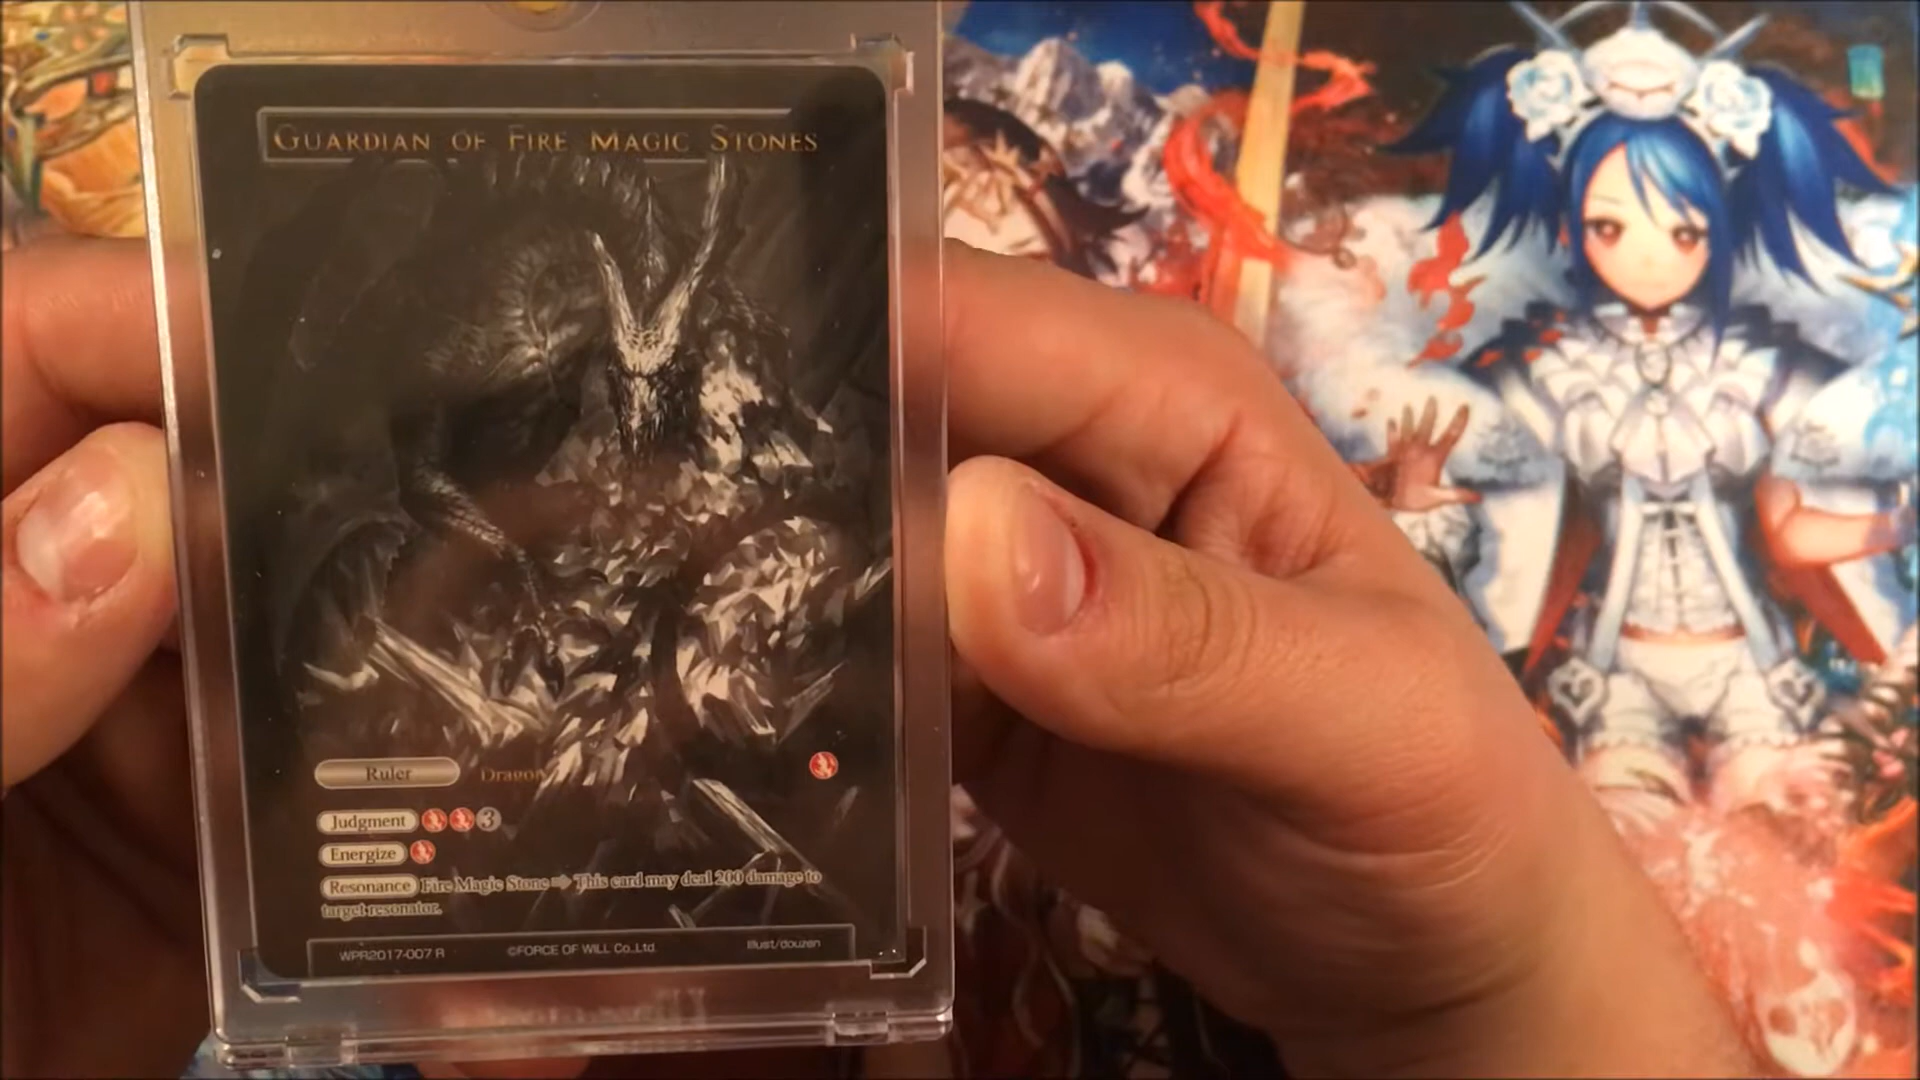 GUARDIAN OF FIRE MAGIC STONES
Ruler Dragon
Judgment 3
Energize
Resonance Fire Magic Stone ⇒ This card may deal 200 damage to
target resonator.
WPR2017-007 R ©FORCE OF WILL Co.,Ltd. Illust/douzen